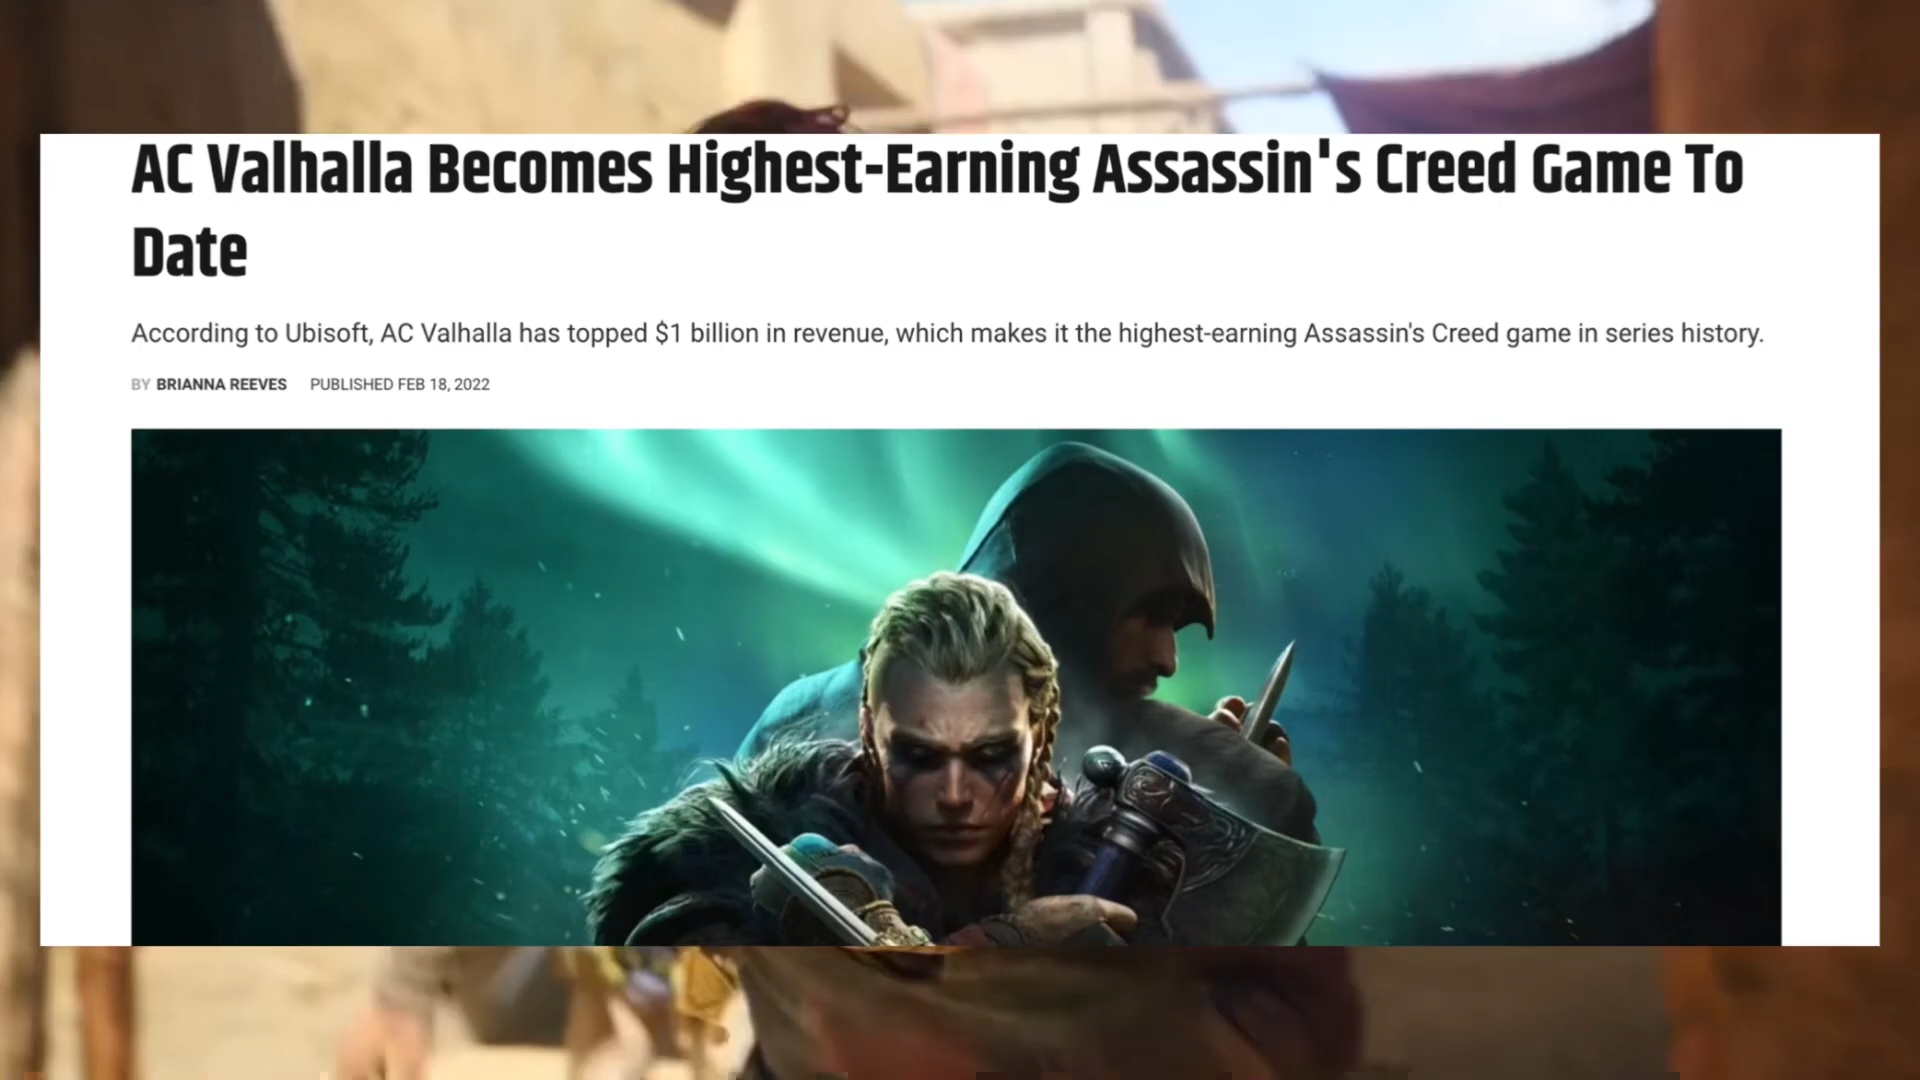 AC Valhalla Becomes Highest-Earning Assassin's Creed Game To
Date
According to Ubisoft, AC Valhalla has topped $1 billion in revenue, which makes it the highest-earning Assassin's Creed game in series history.
BY BRIANNA REEVES PUBLISHED FEB 18, 2022